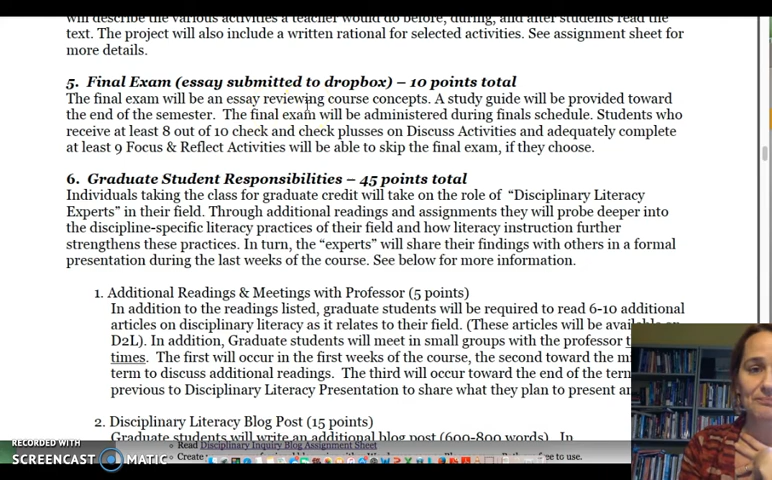 will describe the various activities a teacher would do before, during, and after students read the
text. The project will also include a written rational for selected activities. See assignment sheet for
more details.
5. Final Exam (essay submitted to dropbox) – 10 points total
The final exam will be an essay reviewing course concepts. A study guide will be provided toward
the end of the semester. The final exam will be administered during finals schedule. Students who
receive at least 8 out of 10 check and check plusses on Discuss Activities and adequately complete
at least 9 Focus & Reflect Activities will be able to skip the final exam, if they choose.
6. Graduate Student Responsibilities – 45 points total
Individuals taking the class for graduate credit will take on the role of "Disciplinary Literacy
Experts" in their field. Through additional readings and assignments they will probe deeper into
the discipline-specific literacy practices of their field and how literacy instruction further
strengthens these practices. In turn, the "experts" will share their findings with others in a formal
presentation during the last weeks of the course. See below for more information.
1. Additional Readings & Meetings with Professor (5 points)
In addition to the readings listed, graduate students will be required to read 6-10 additional
articles on disciplinary literacy as it relates to their field. (These articles will be
D2L). In addition, Graduate students will meet in small groups with the professor
times. The first will occur in the first weeks of the course, the second toward the
term to discuss additional readings. The third will occur toward the end of the
previous to Disciplinary Literacy Presentation to share what they plan to present
2. Disciplinary Literacy Blog Post (15 points)
Graduate students will write an additional blog post (600-800 words). In
Read Disciplinary Inquiry Blog Assignment Sheet
Create
free to use.
RECORDED WITH
SCREENCAST MATIC